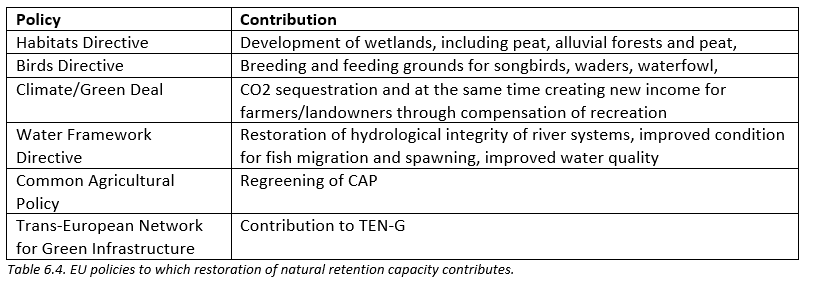 Policy Contribution
Habitats Directive Development of wetlands, including peat, alluvial forests and peat,
Birds Directive Breeding and feeding grounds for songbirds, waders, waterfowl,
Climate/Green Deal CO2 sequestration and at the same time creating new income for
farmers/landowners through compensation of recreation
Water Framework Restoration of hydrological integrity of river systems, improved condition
Directive for fish migration and spawning, improved water quality
Common Agricultural Regreening of CAP
Policy
Trans-European Network Contribution to TEN-G
for Green Infrastructure
Table 6.4. EU policies to which restoration of natural retention capacity contributes.